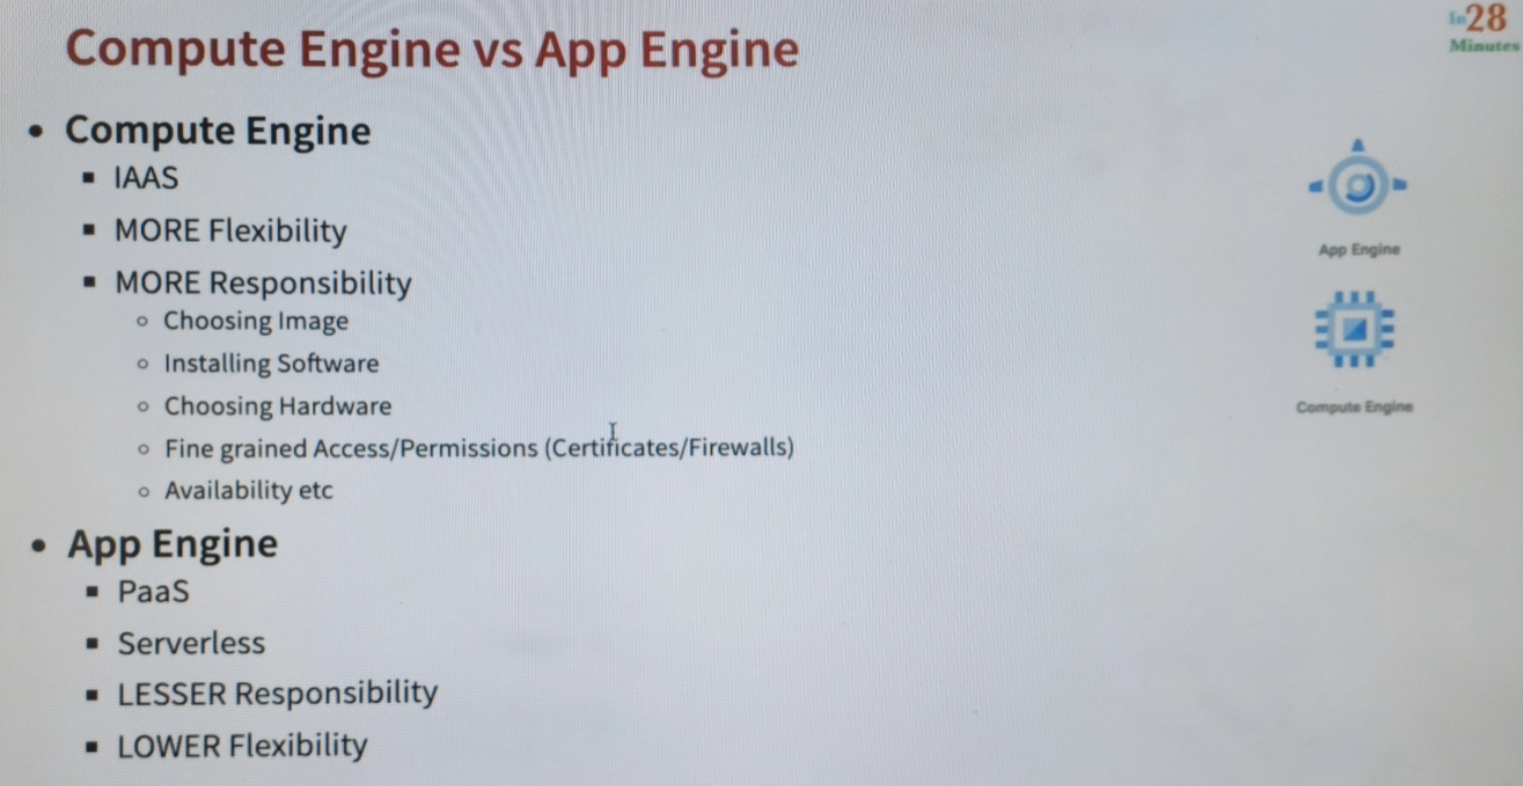 Compute Engine vs App Engine
In28
Minutes
• Compute Engine
▪ IAAS
▪ MORE Flexibility
▪ MORE Responsibility
○ Choosing Image
○ Installing Software
○ Choosing Hardware
○ Fine grained Access/Permissions (Certificates/Firewalls)
○ Availability etc
• App Engine
▪ PaaS
▪ Serverless
▪ LESSER Responsibility
▪ LOWER Flexibility
App Engine
Compute Engine